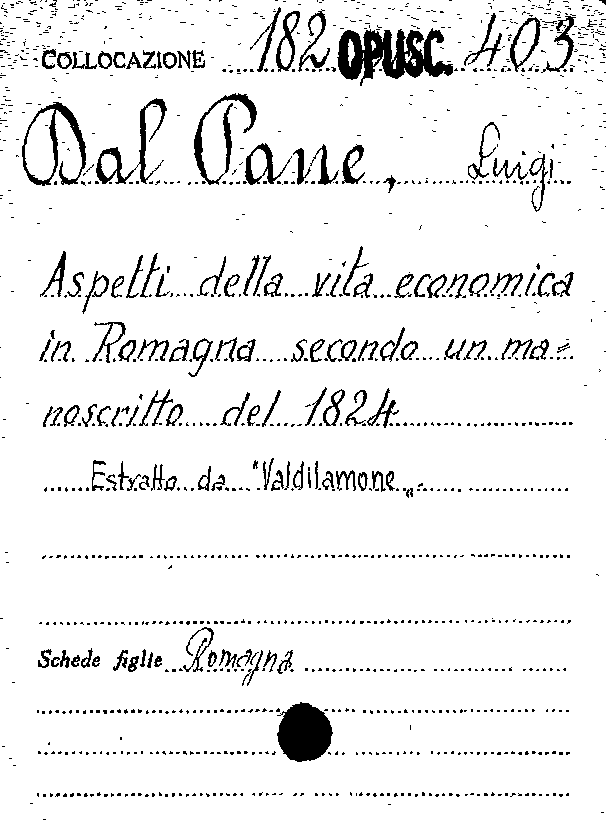 COLLOCAZIONE 182 OPUSC. 403
Dal Pane, Luigi
Aspetti della vita economica
in Romagna secondo un ma=
noscritto del 1824
Estratto da "Valdilamone„.
Schede figlie Romagna